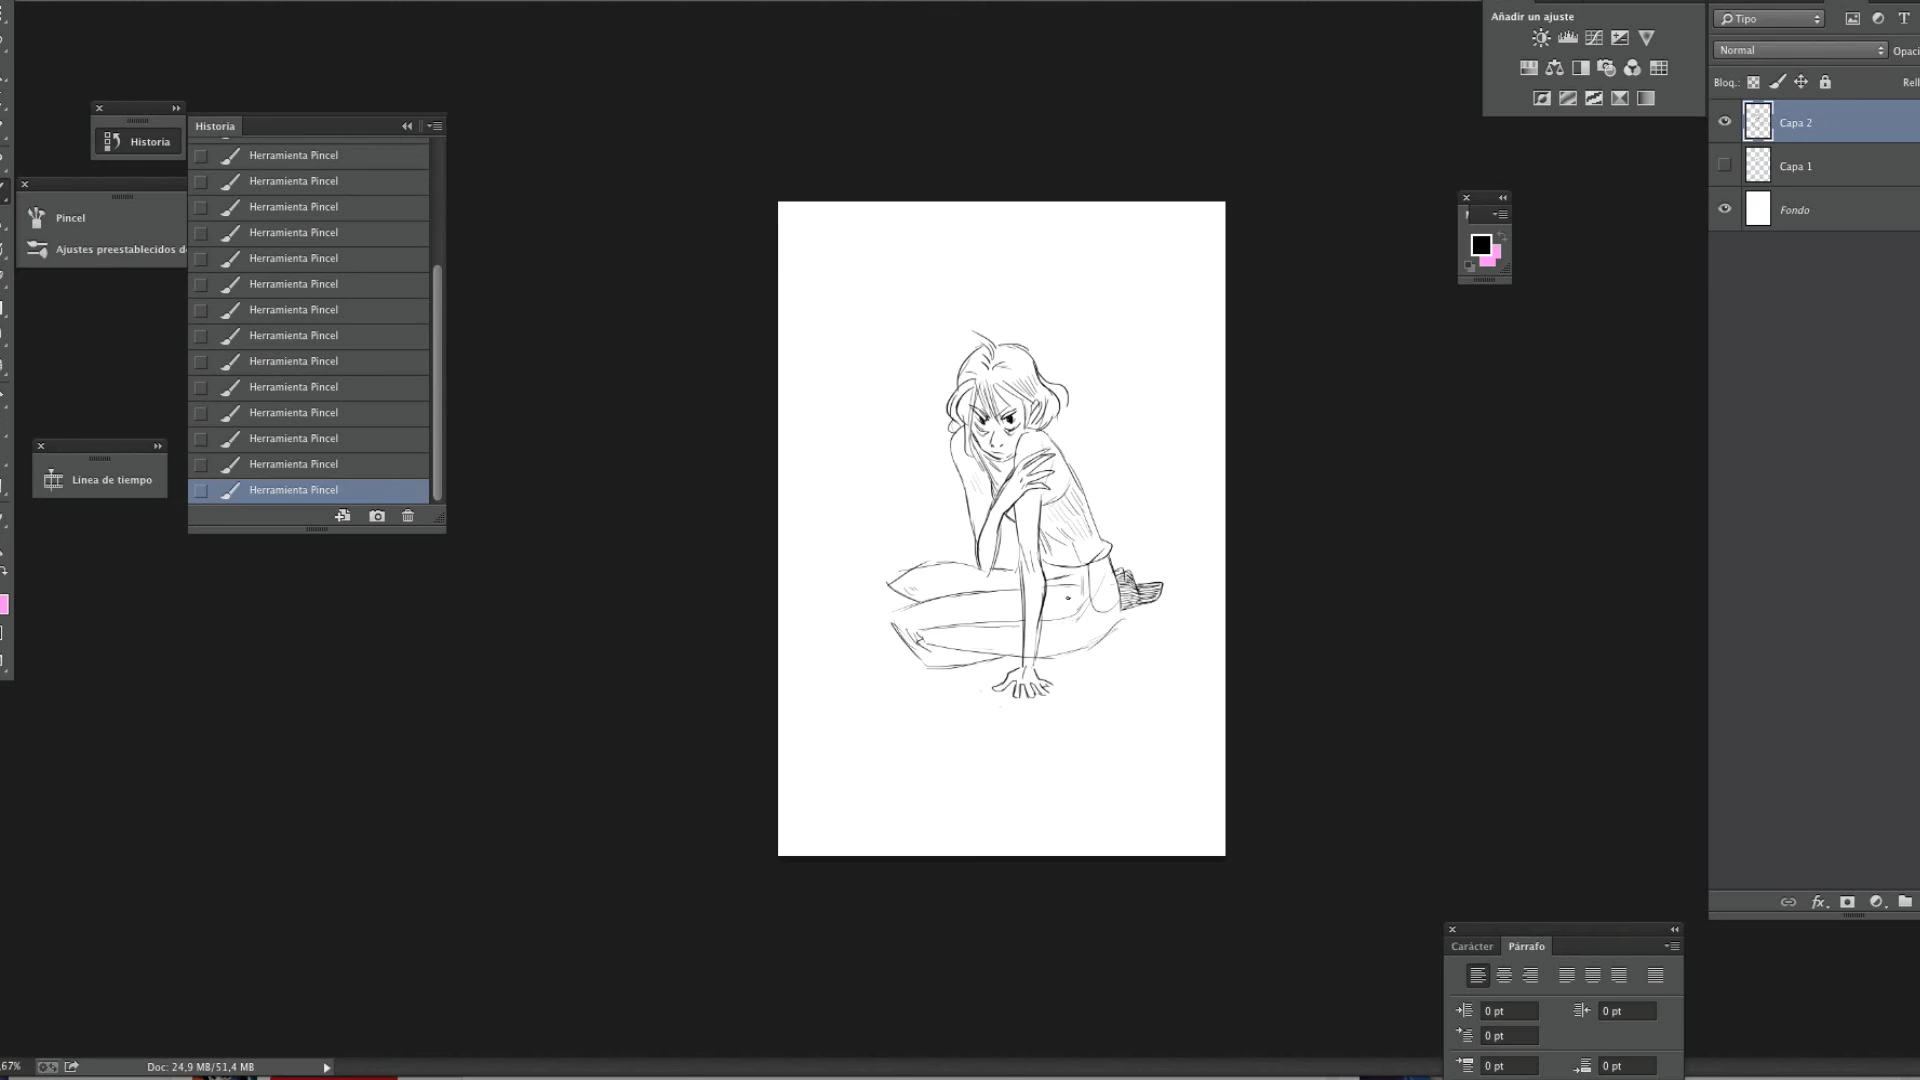 Añadir un ajuste
Tipo
T
Normal
Opaci
Bloq.:
Rell
Capa 2
Capa 1
Fondo
Historia
Historia
Herramienta Pincel
Herramienta Pincel
Herramienta Pincel
Herramienta Pincel
Herramienta Pincel
Herramienta Pincel
Herramienta Pincel
Herramienta Pincel
Herramienta Pincel
Herramienta Pincel
Herramienta Pincel
Herramienta Pincel
Herramienta Pincel
Herramienta Pincel
Pincel
Ajustes preestablecidos de
Línea de tiempo
fx
Carácter
Párrafo
0 pt
0 pt
0 pt
0 pt
0 pt
,67%
Doc: 24,9 MB/51,4 MB